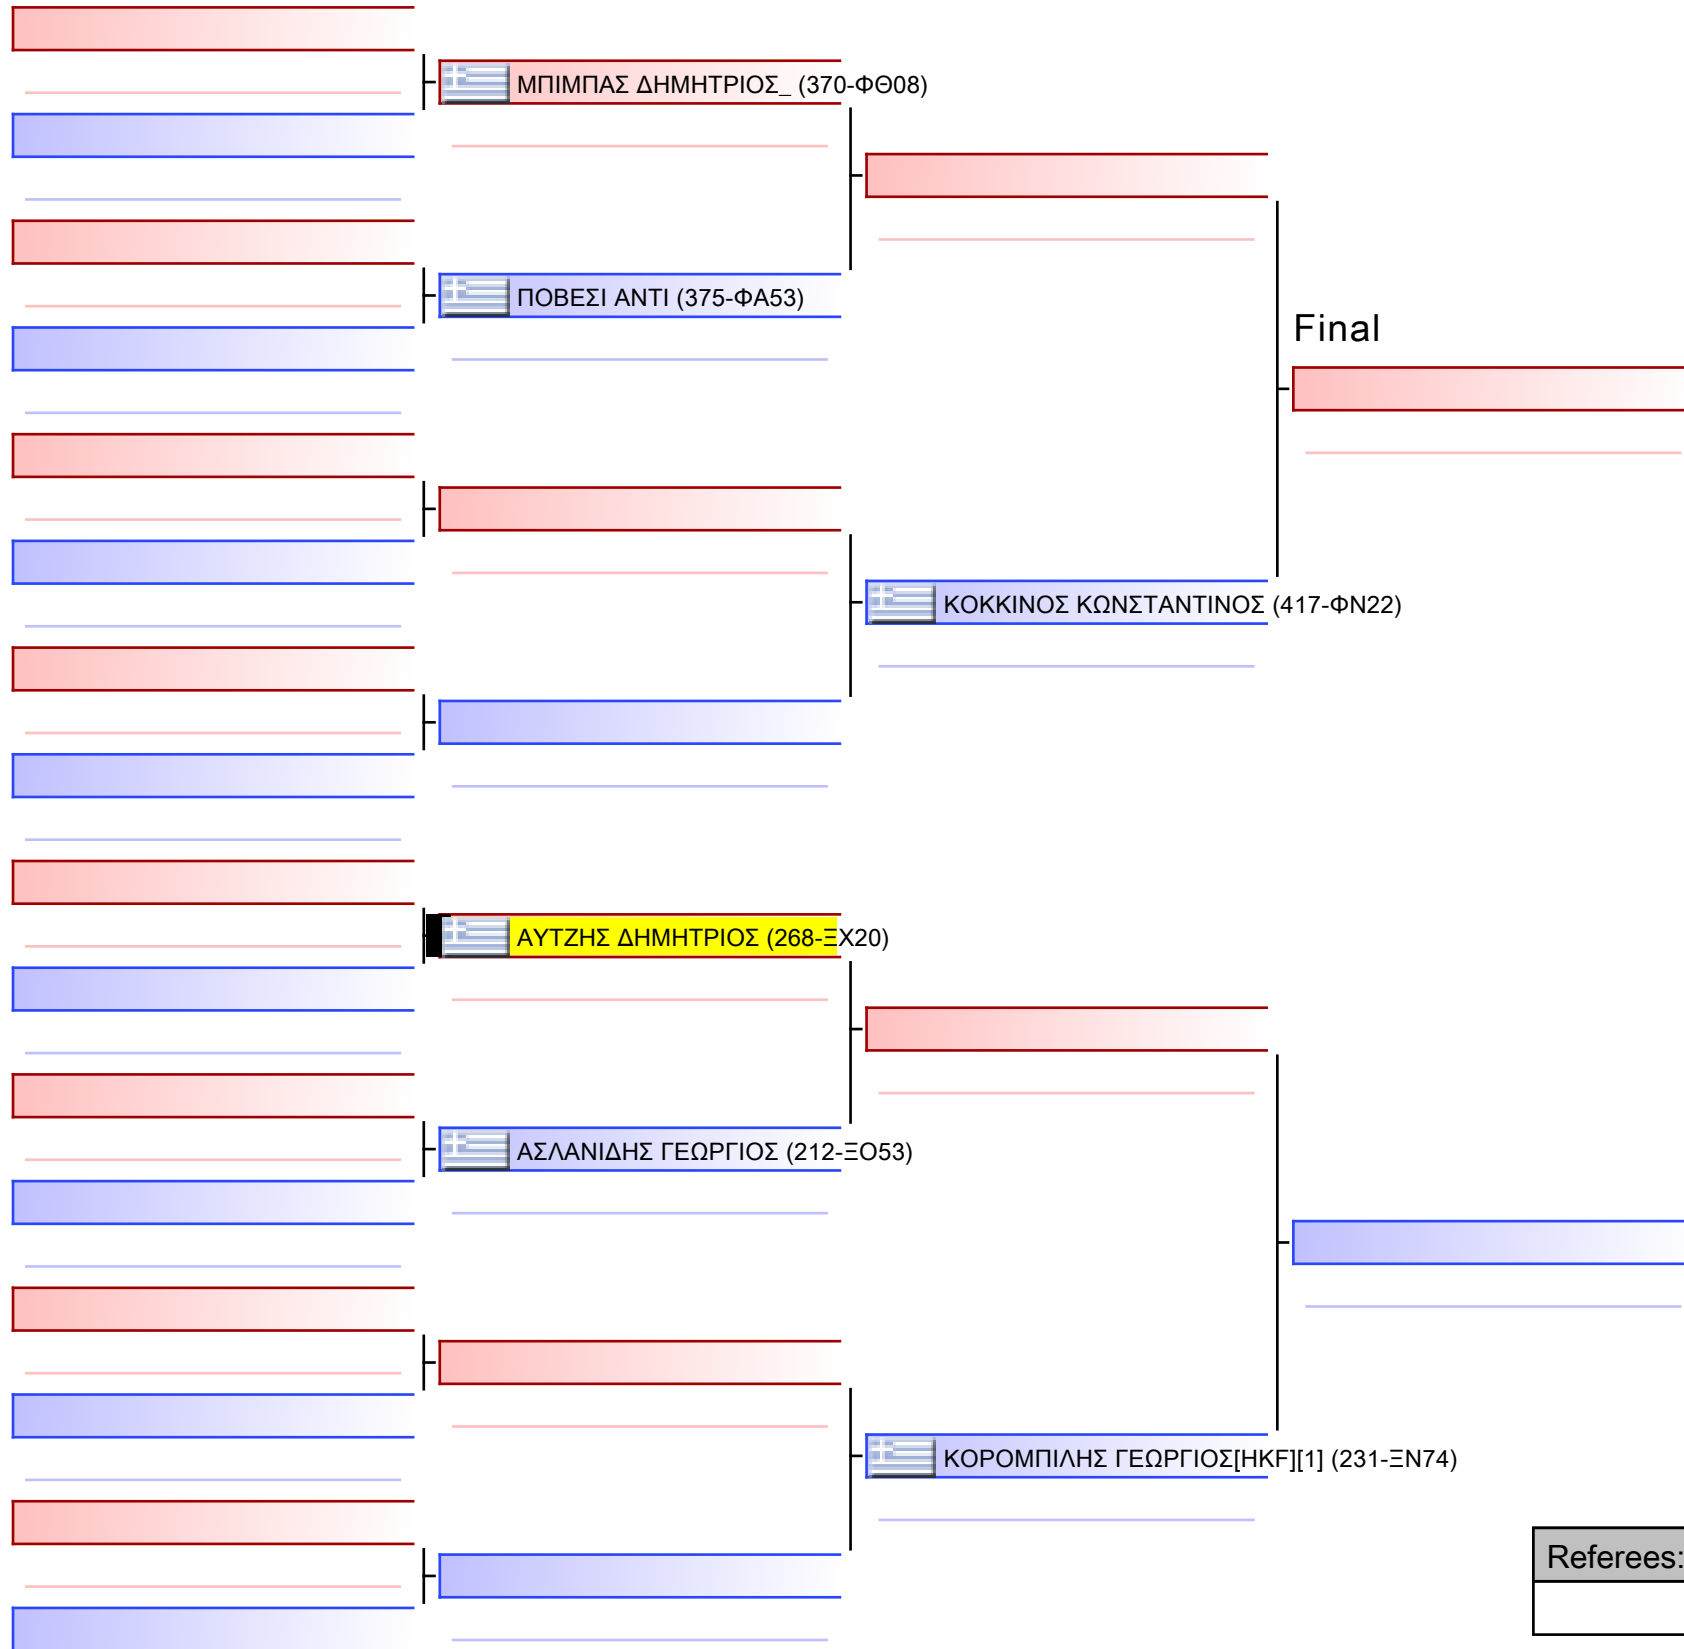 ΜΠΙΜΠΑΣ ΔΗΜΗΤΡΙΟΣ_ (370-ΦΘ08)
ΠΟΒΕΣΙ ΑΝΤΙ (375-ΦΑ53)
Final
ΚΟΚΚΙΝΟΣ ΚΩΝΣΤΑΝΤΙΝΟΣ (417-ΦΝ22)
ΑΥΤΖΗΣ ΔΗΜΗΤΡΙΟΣ (268-ΞΧ20)
ΑΣΛΑΝΙΔΗΣ ΓΕΩΡΓΙΟΣ (212-ΞΟ53)
ΚΟΡΟΜΠΙΛΗΣ ΓΕΩΡΓΙΟΣ[HKF][1] (231-ΞΝ74)
Referees: